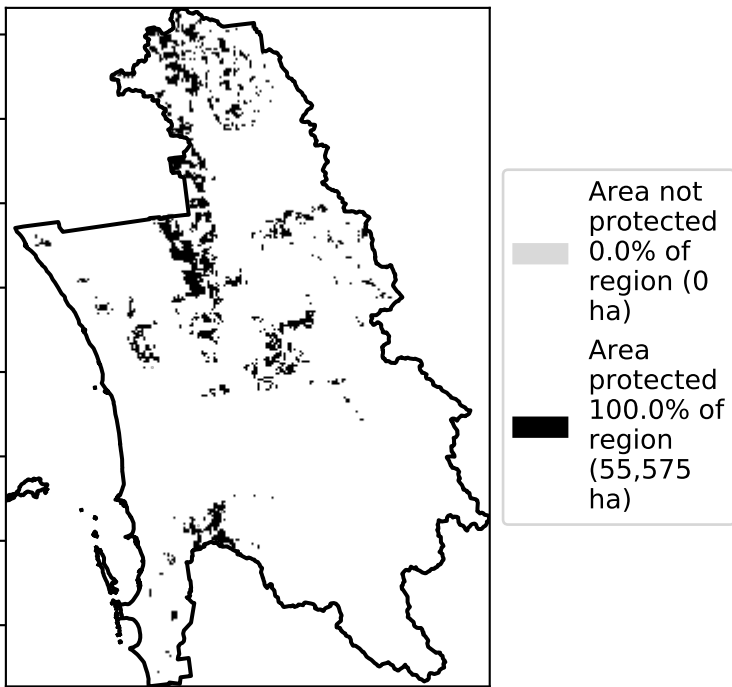 Area not
protected
0.0% of
region (0
ha)
Area
protected
100.0% of
region
(55,575
ha)